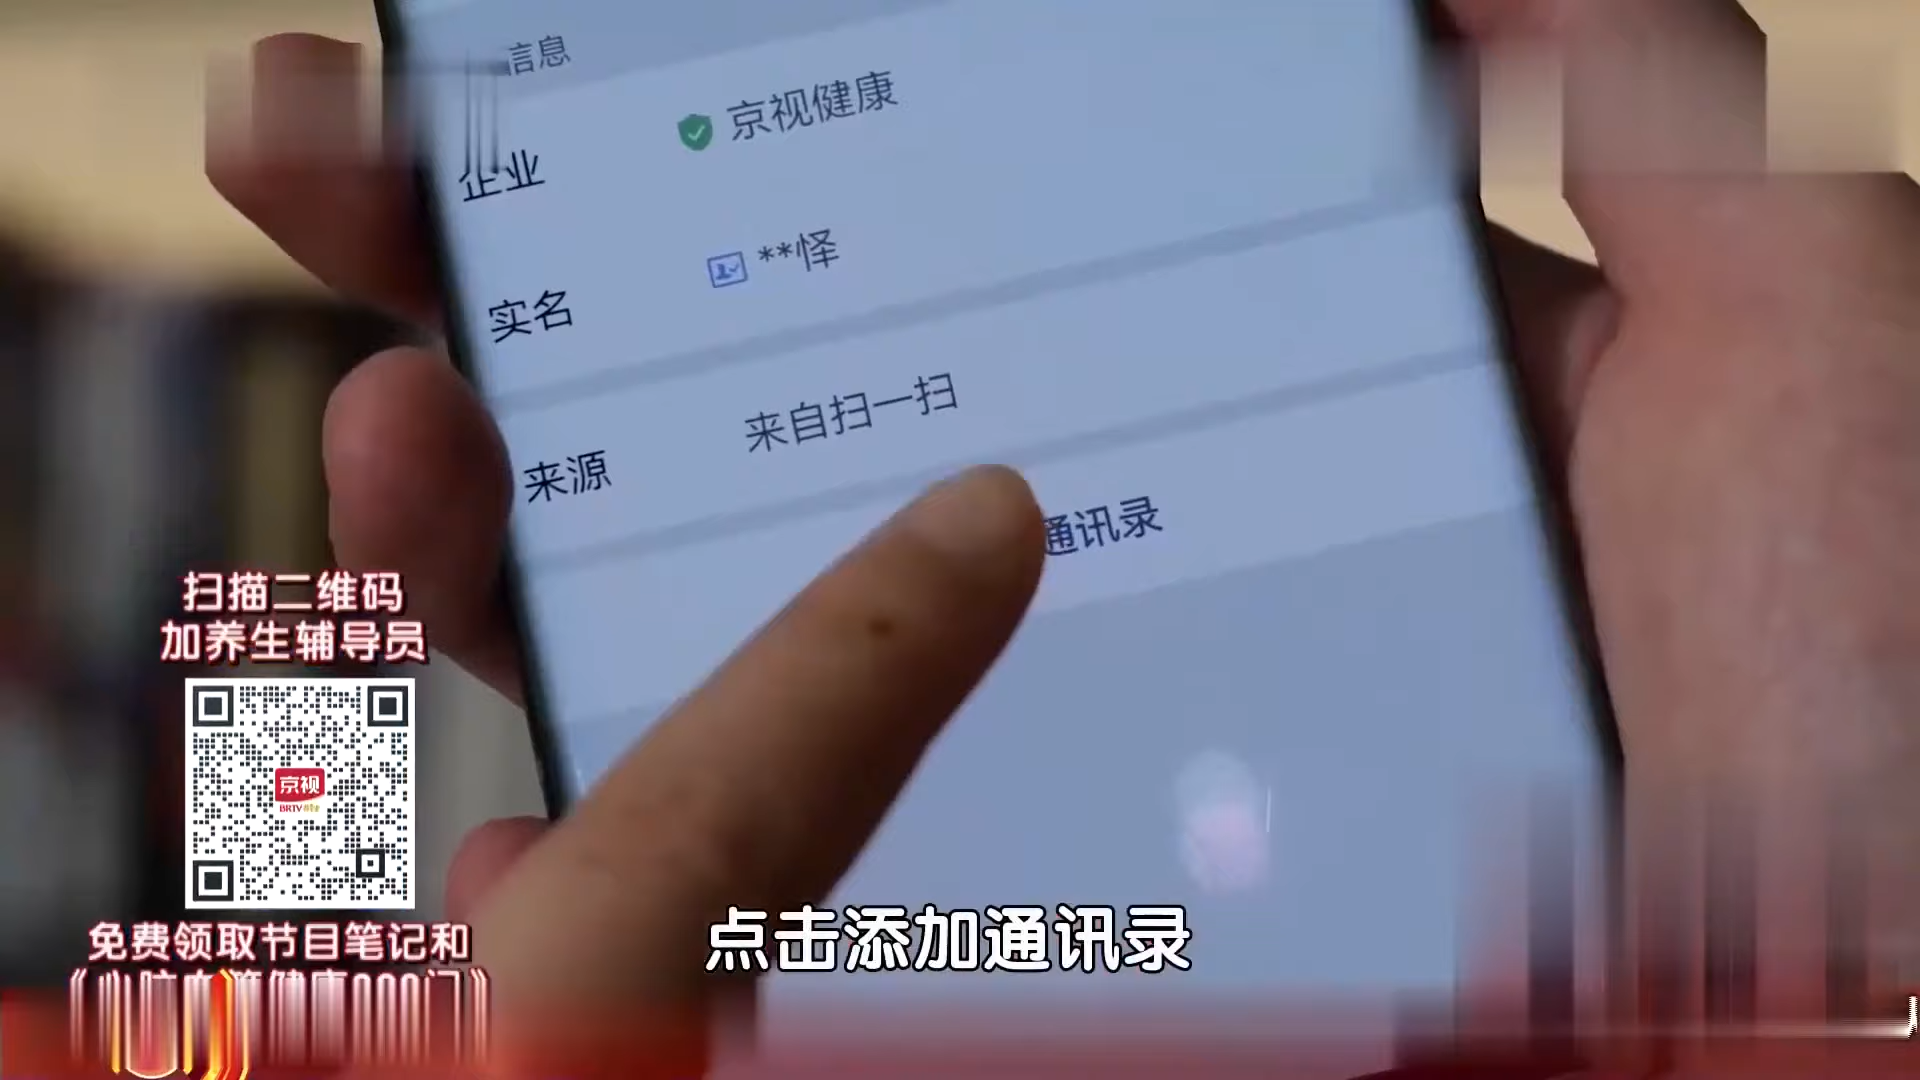 信息
企业 京视健康
实名 **怿
来源 来自扫一扫
通讯录
扫描二维码
加养生辅导员
京视
BRTV
免费领取节目笔记和
点击添加通讯录